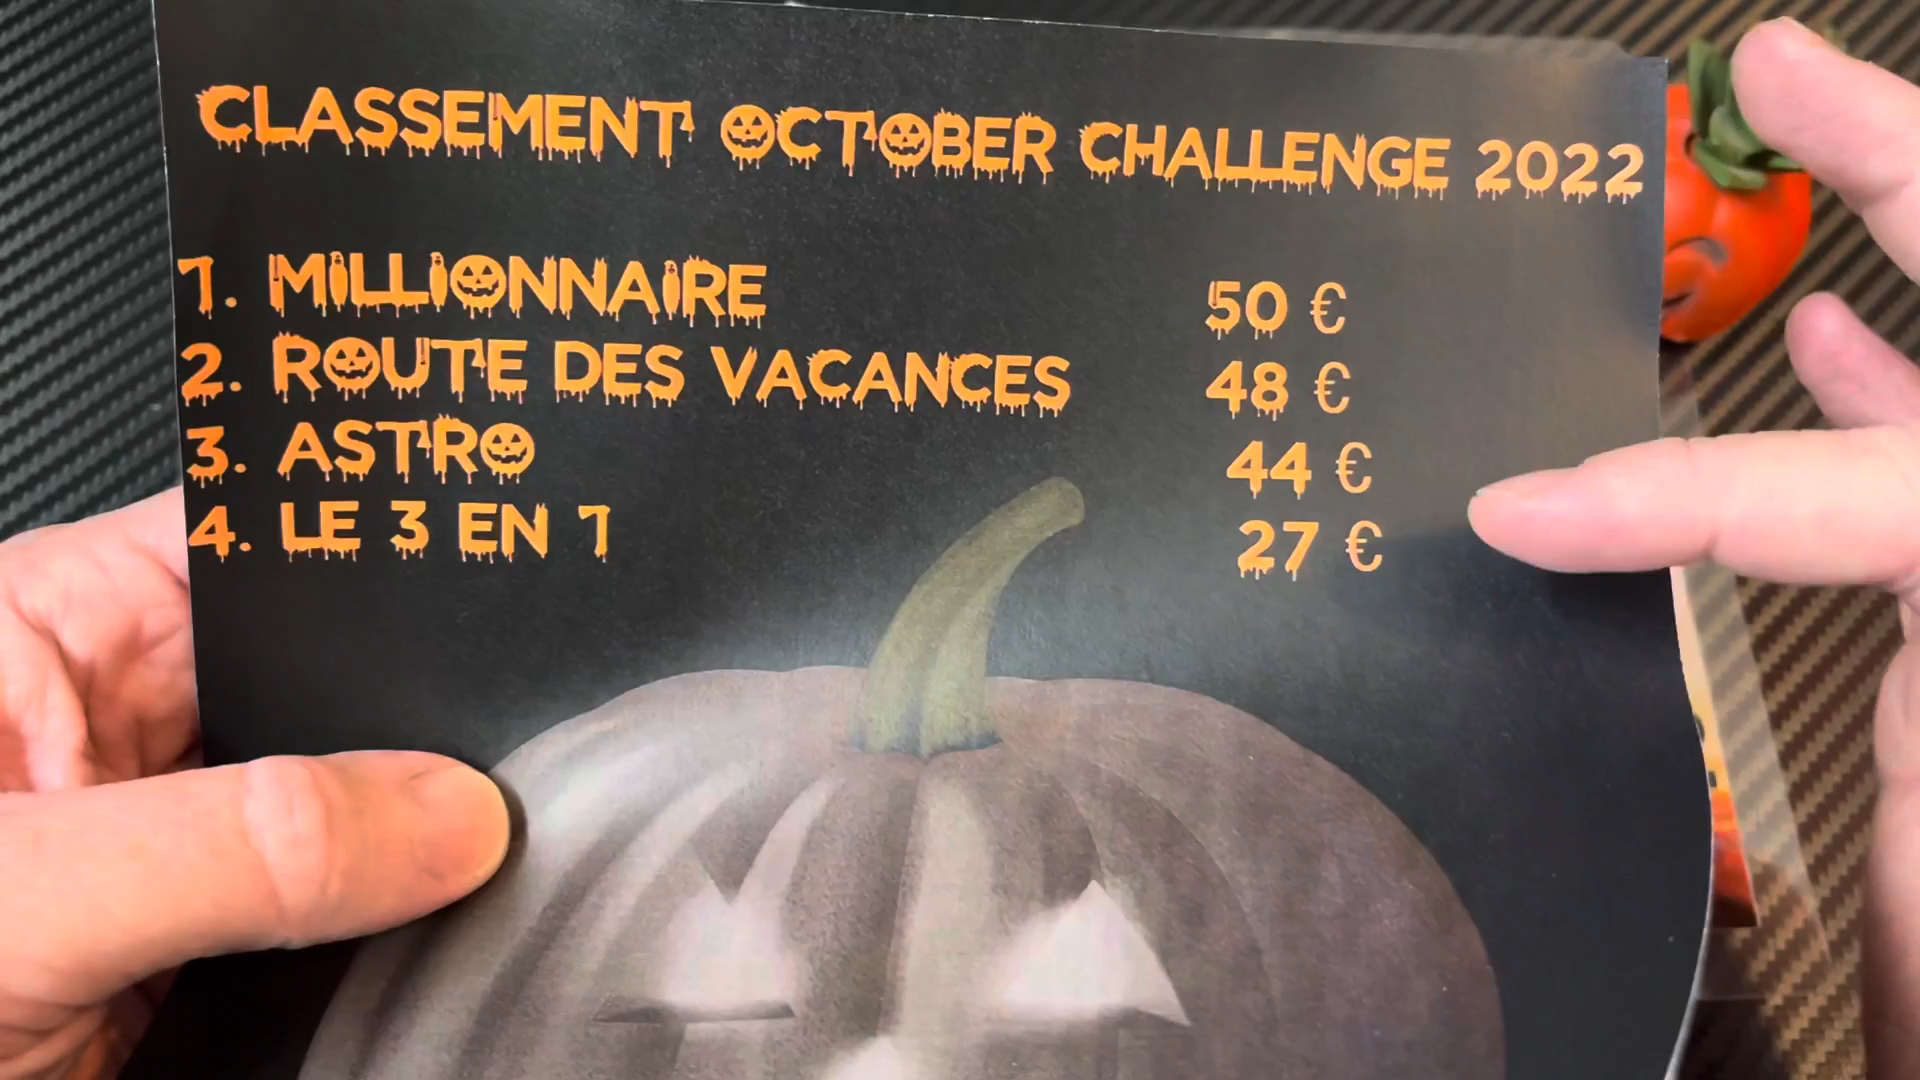 CLASSEMENT OCTOBER CHALLENGE 2022
1. MILLIONNAIRE 50 €
2. ROUTE DES VACANCES 48 €
3. ASTRO 44 €
4. LE 3 EN 1 27 €